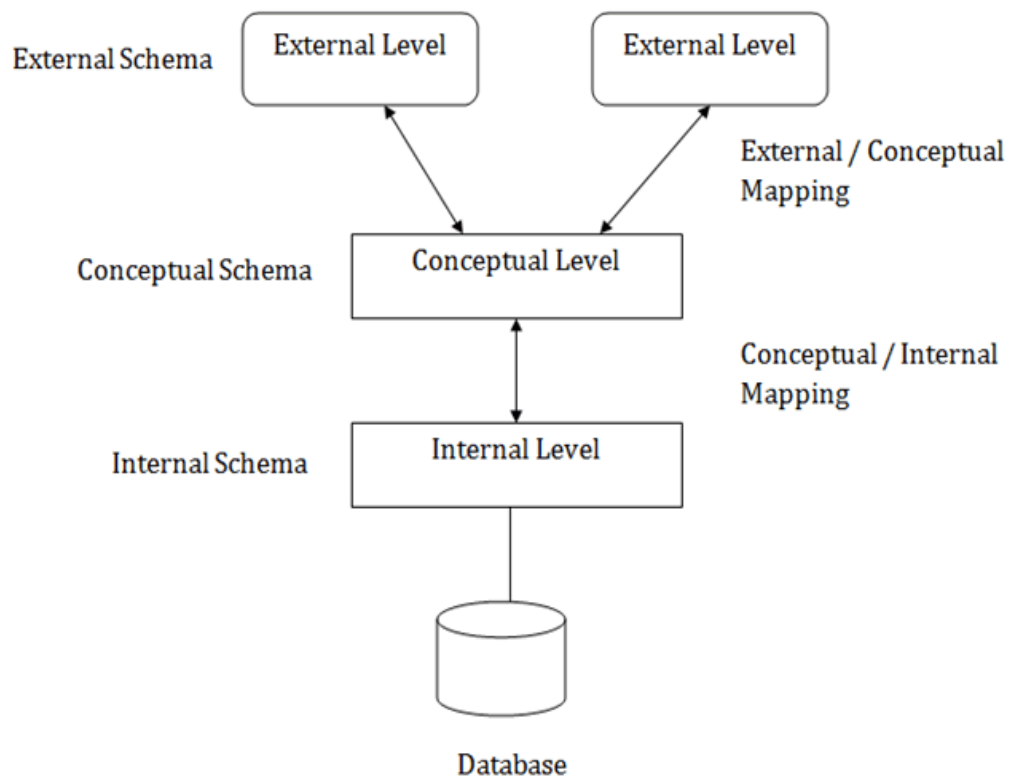 External Schema
External Level
External Level
External / Conceptual
Mapping
Conceptual Schema
Conceptual Level
Conceptual / Internal
Mapping
Internal Schema
Internal Level
Database